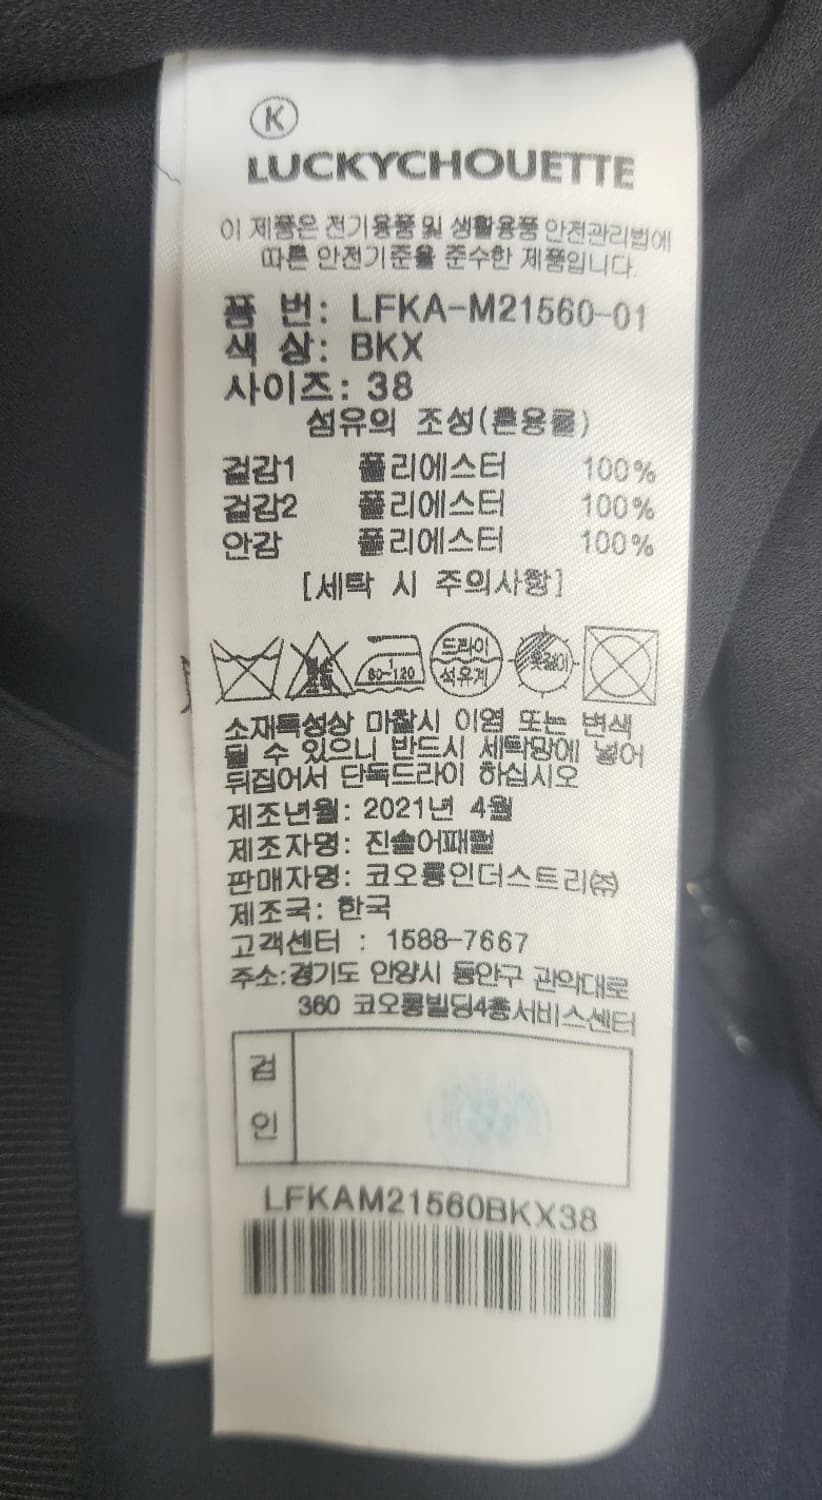 K
LUCKYCHOUETTE
이 제품은 전기용품 및 생활용품 안전관리법에
따른 안전기준을 준수한 제품입니다.
품 번: LFKA-M21560-01
색 상: BKX
사이즈: 38
섬유의 조성(혼용률)
겉감1 폴리에스터 100%
겉감2 폴리에스터 100%
안감 폴리에스터 100%
[세탁 시 주의사항]
80~120
드라이
석유계
옷걸이
소재특성상 마찰시 이염 또는 변색
될 수 있으니 반드시 세탁망에 넣어
뒤집어서 단독드라이 하십시오
제조년월: 2021년 4월
제조자명: 진솔어패럴
판매자명: 코오롱인더스트리㈜
제조국: 한국
고객센터 : 1588-7667
주소:경기도 안양시 동안구 관악대로
360 코오롱빌딩4층서비스센터
검
인
LFKAM21560BKX38